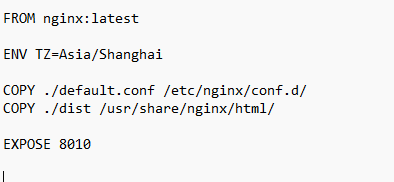 FROM nginx:latest
ENV TZ=Asia/Shanghai
COPY ./default.conf /etc/nginx/conf.d/
COPY ./dist /usr/share/nginx/html/
EXPOSE 8010